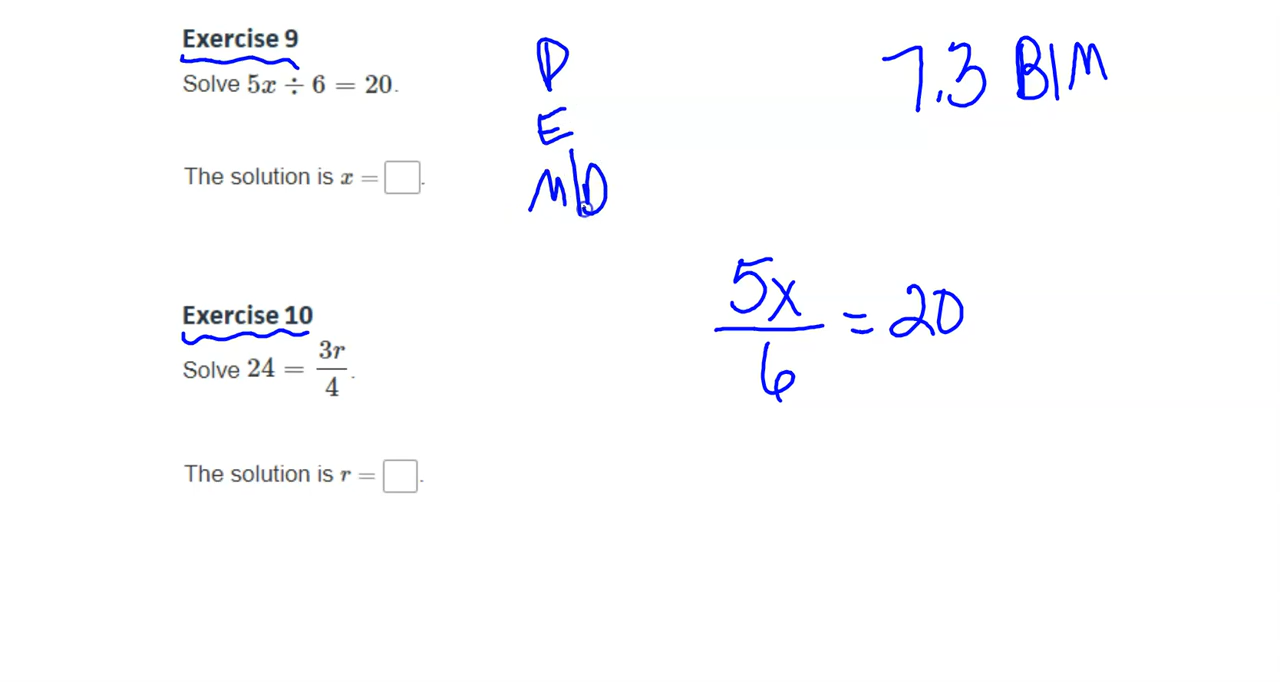 Exercise 9
Solve 5x ÷ 6 = 20.
The solution is x = .
P
E
M/D
7.3 BIM
Exercise 10
Solve 24 = 3r/4.
The solution is r = .
5x/6 = 20